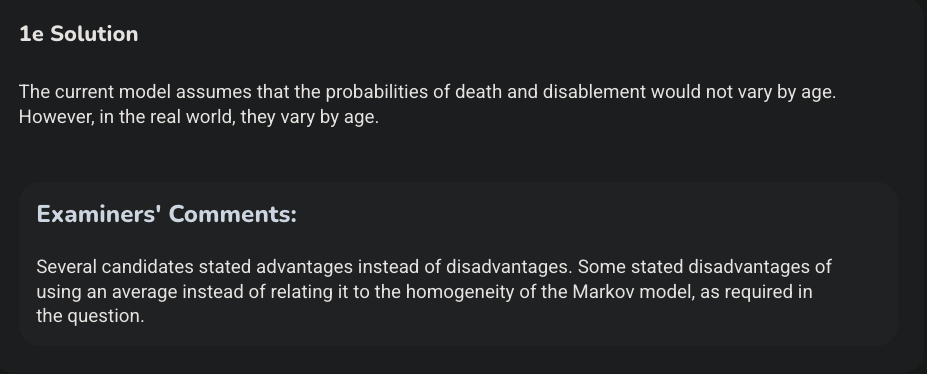 1e Solution
The current model assumes that the probabilities of death and disablement would not vary by age.
However, in the real world, they vary by age.
Examiners' Comments:
Several candidates stated advantages instead of disadvantages. Some stated disadvantages of
using an average instead of relating it to the homogeneity of the Markov model, as required in
the question.